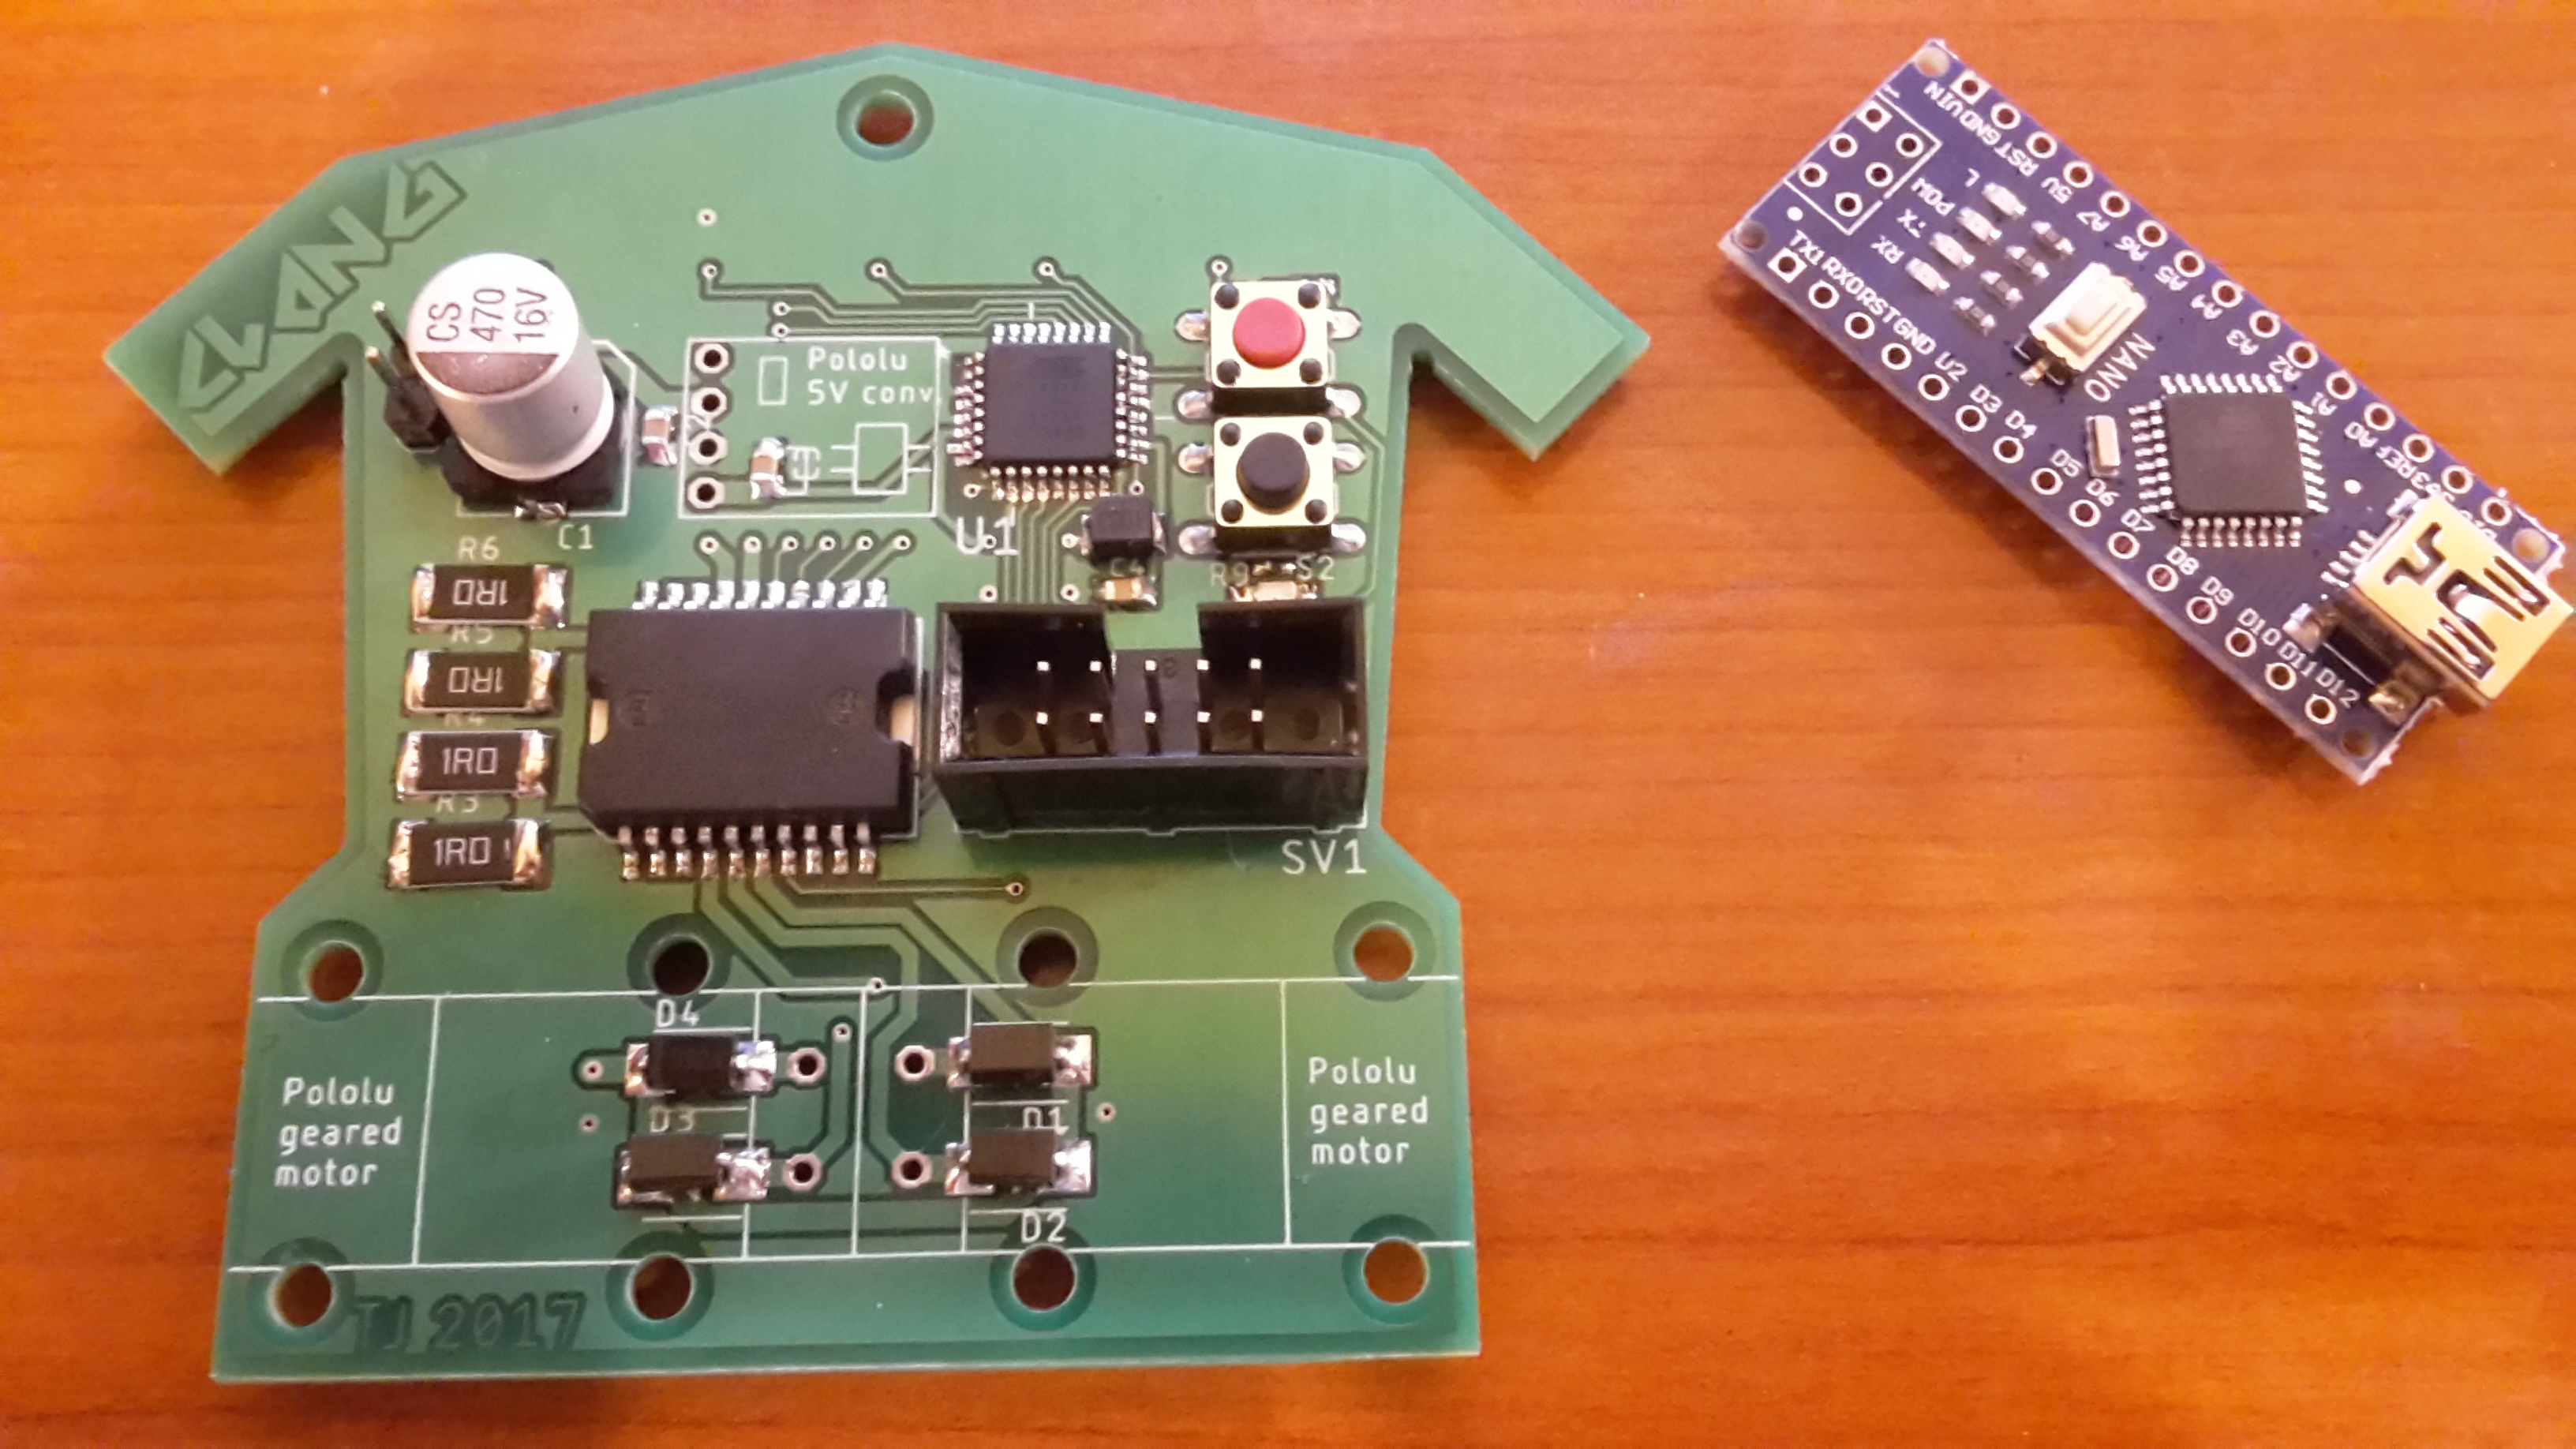 CLANG
CS
470
16V
Pololu
5V conv.
U1
C1
R6
1R0
R5
1R0
R4
1R0
R3
1R0
C4
R9
S2
SV1
D4
D3
D1
D2
Pololu
geared
motor
Pololu
geared
motor
TJ 2017
VIN
GND
RST
5V
A7
A6
A5
A4
A3
A2
A1
A0
REF
3V3
L
POW
TX
RX
NANO
TX1
RX0
RST
GND
D2
D3
D4
D5
D6
D7
D8
D9
D10
D11
D12